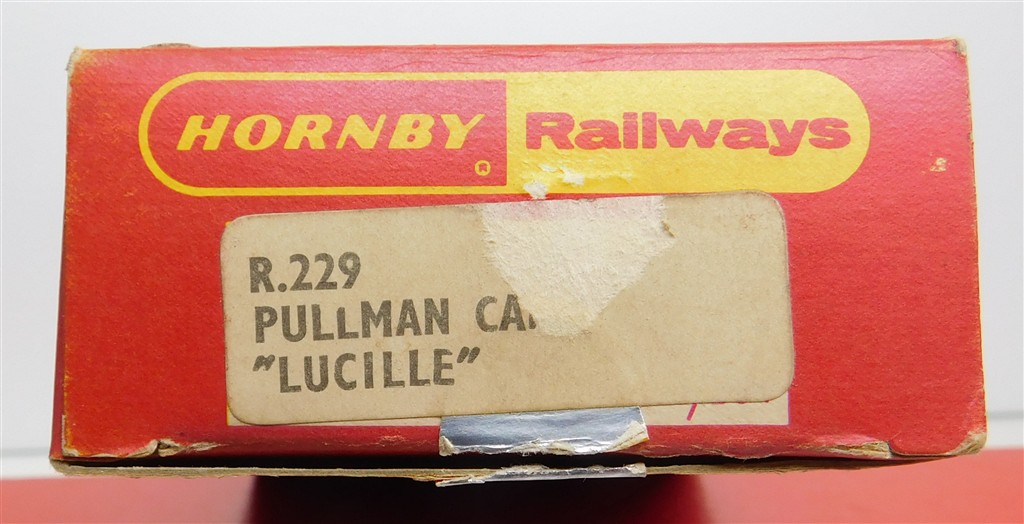 HORNBY Railways
®
R.229
PULLMAN CA
"LUCILLE"